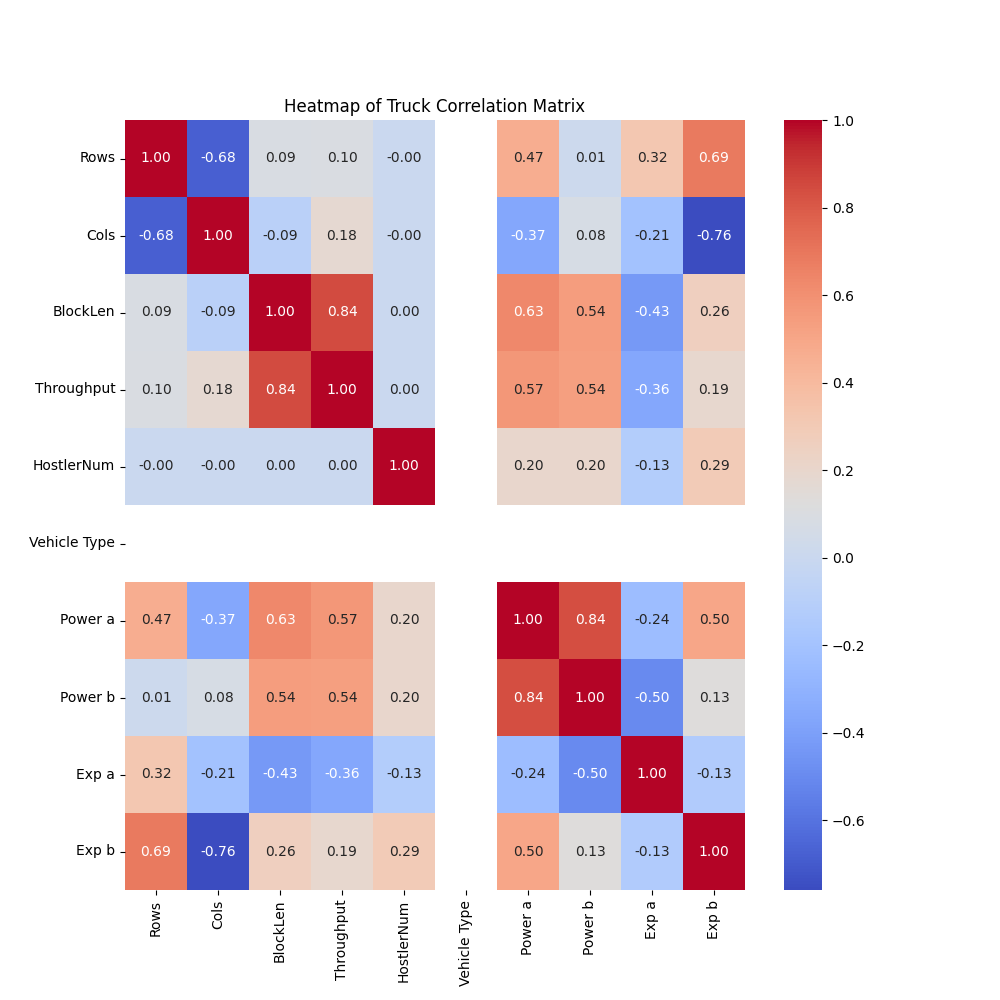 Heatmap of Truck Correlation Matrix
Rows 1.00 -0.68 0.09 0.10 -0.00 0.47 0.01 0.32 0.69
Cols -0.68 1.00 -0.09 0.18 -0.00 -0.37 0.08 -0.21 -0.76
BlockLen 0.09 -0.09 1.00 0.84 0.00 0.63 0.54 -0.43 0.26
Throughput 0.10 0.18 0.84 1.00 0.00 0.57 0.54 -0.36 0.19
HostlerNum -0.00 -0.00 0.00 0.00 1.00 0.20 0.20 -0.13 0.29
Vehicle Type
Power a 0.47 -0.37 0.63 0.57 0.20 1.00 0.84 -0.24 0.50
Power b 0.01 0.08 0.54 0.54 0.20 0.84 1.00 -0.50 0.13
Exp a 0.32 -0.21 -0.43 -0.36 -0.13 -0.24 -0.50 1.00 -0.13
Exp b 0.69 -0.76 0.26 0.19 0.29 0.50 0.13 -0.13 1.00
Rows Cols BlockLen Throughput HostlerNum Vehicle Type Power a Power b Exp a Exp b
1.0
0.8
0.6
0.4
0.2
0.0
−0.2
−0.4
−0.6